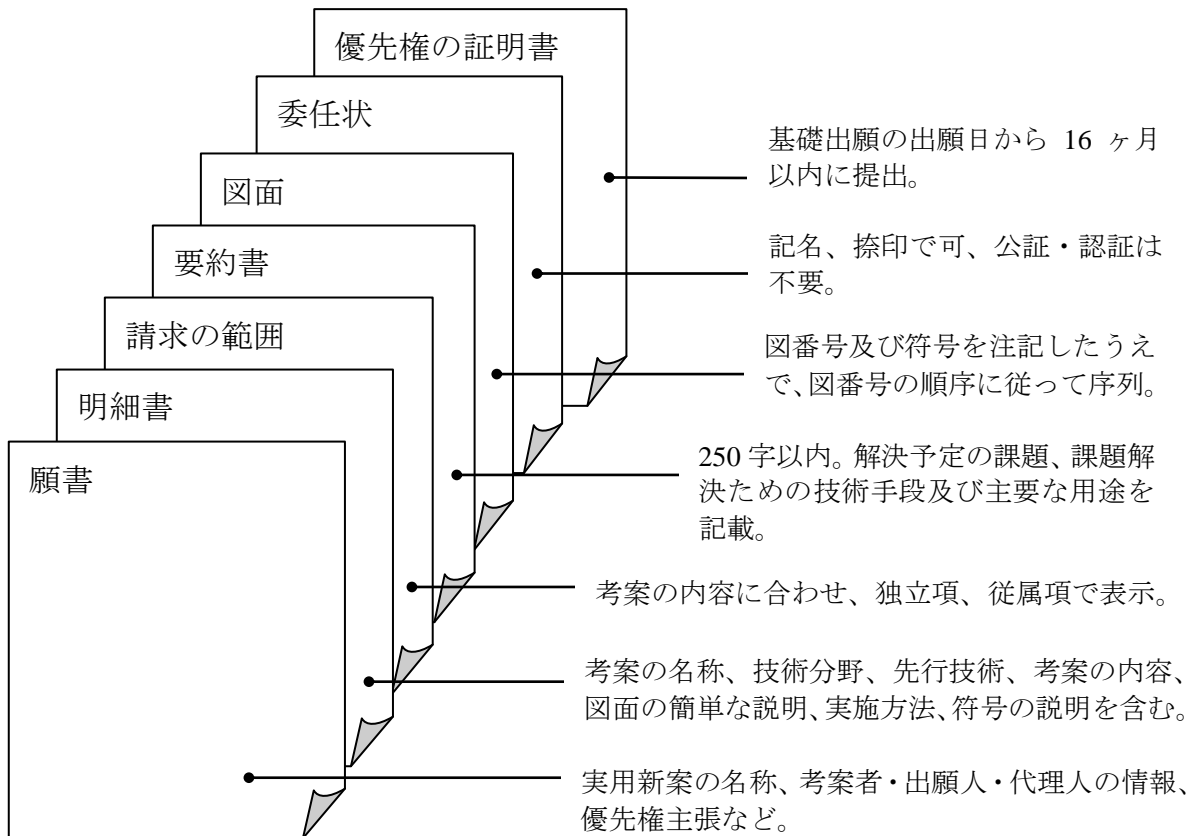 優先権の証明書
委任状
図面
要約書
請求の範囲
明細書
願書
基礎出願の出願日から 16 ヶ月
以内に提出。
記名、捺印で可、公証・認証は
不要。
図番号及び符号を注記したうえ
で、図番号の順序に従って序列。
250 字以内。解決予定の課題、課題解
決ための技術手段及び主要な用途を
記載。
考案の内容に合わせ、独立項、従属項で表示。
考案の名称、技術分野、先行技術、考案の内容、
図面の簡単な説明、実施方法、符号の説明を含む。
実用新案の名称、考案者・出願人・代理人の情報、
優先権主張など。